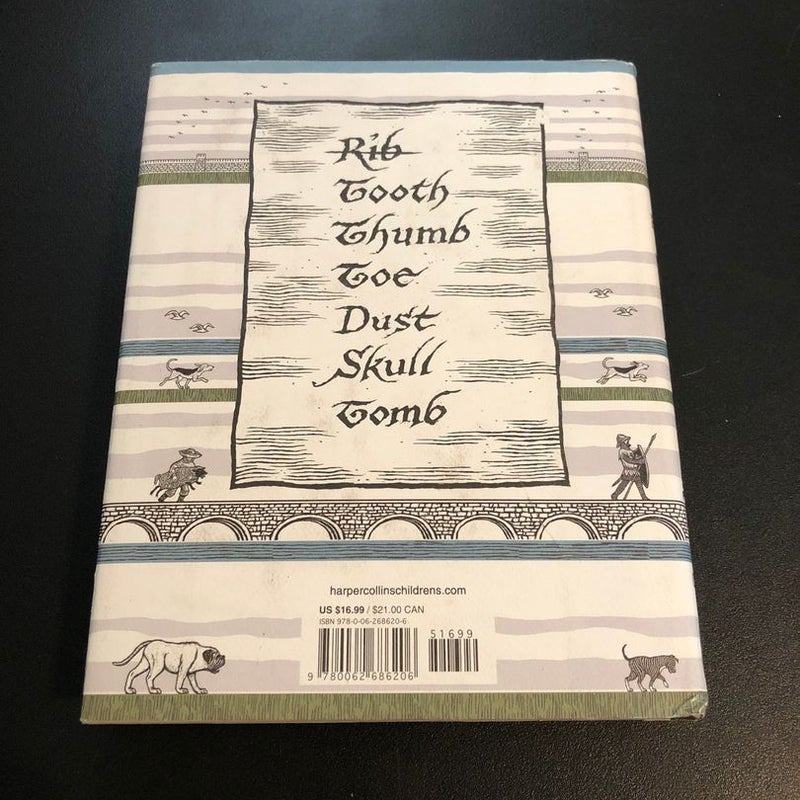 Rib
Tooth
Thumb
Toe
Dust
Skull
Tomb
harpercollinschildrens.com
US $16.99 / $21.00 CAN
ISBN 978-0-06-268620-6
51699
9 780062 686206